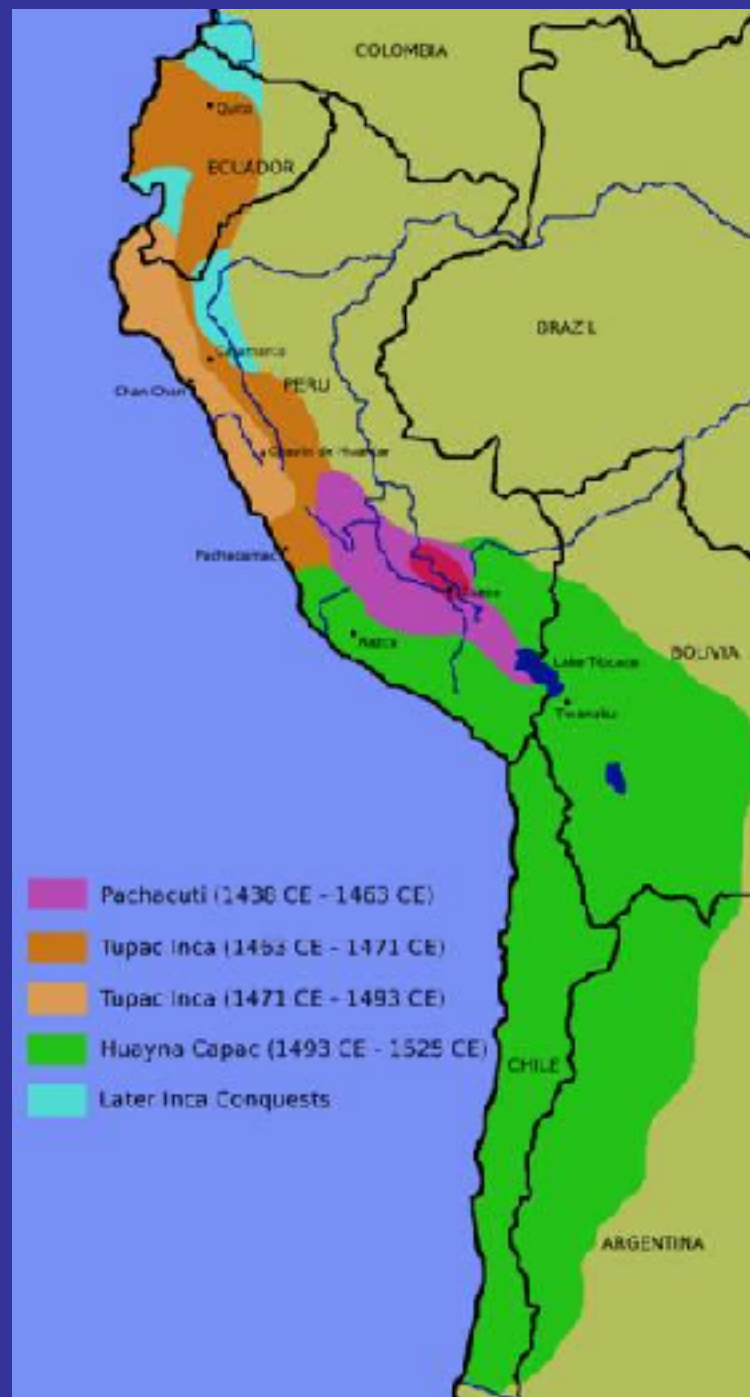 COLOMBIA
Quito
ECUADOR
BRAZIL
Cajamarca
PERU
Chan Chan
de
Pachacamac
Cuzco
Nazca
Lake
BOLIVIA
Pachacuti (1438 CE - 1463 CE)
Tupac Inca (1463 CE - 1471 CE)
Tupac Inca (1471 CE - 1493 CE)
Huayna Capac (1493 CE - 1525 CE)
CHILE
Later Inca Conquests
ARGENTINA